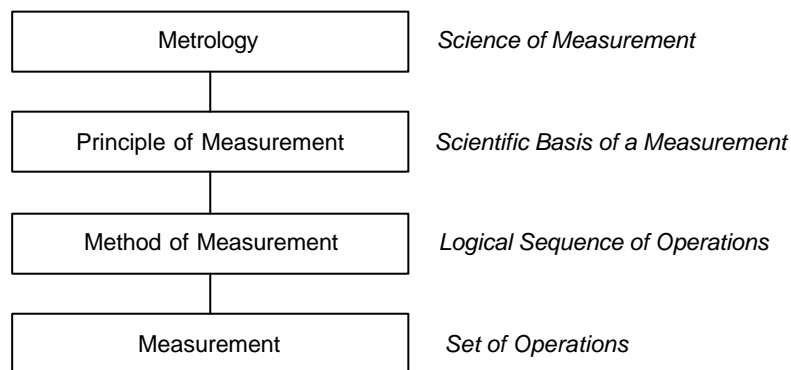 Metrology Science of Measurement
Principle of Measurement Scientific Basis of a Measurement
Method of Measurement Logical Sequence of Operations
Measurement Set of Operations